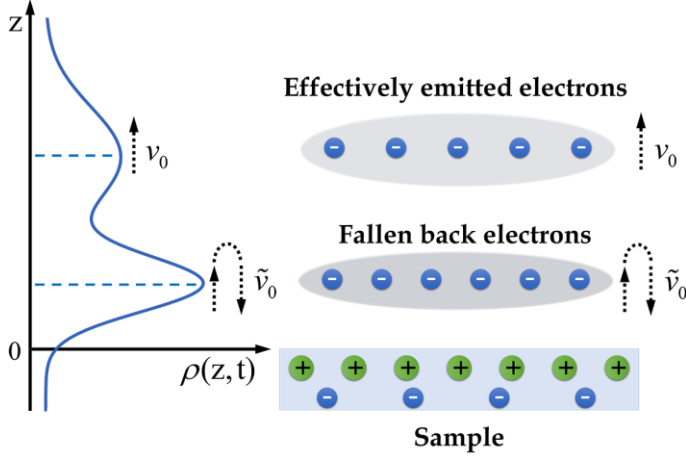 z
Effectively emitted electrons
v₀
v₀
Fallen back electrons
ṽ₀
ṽ₀
0
ρ(z,t)
− − − − −
− − − − − −
+ + + + + + +
− − − −
Sample